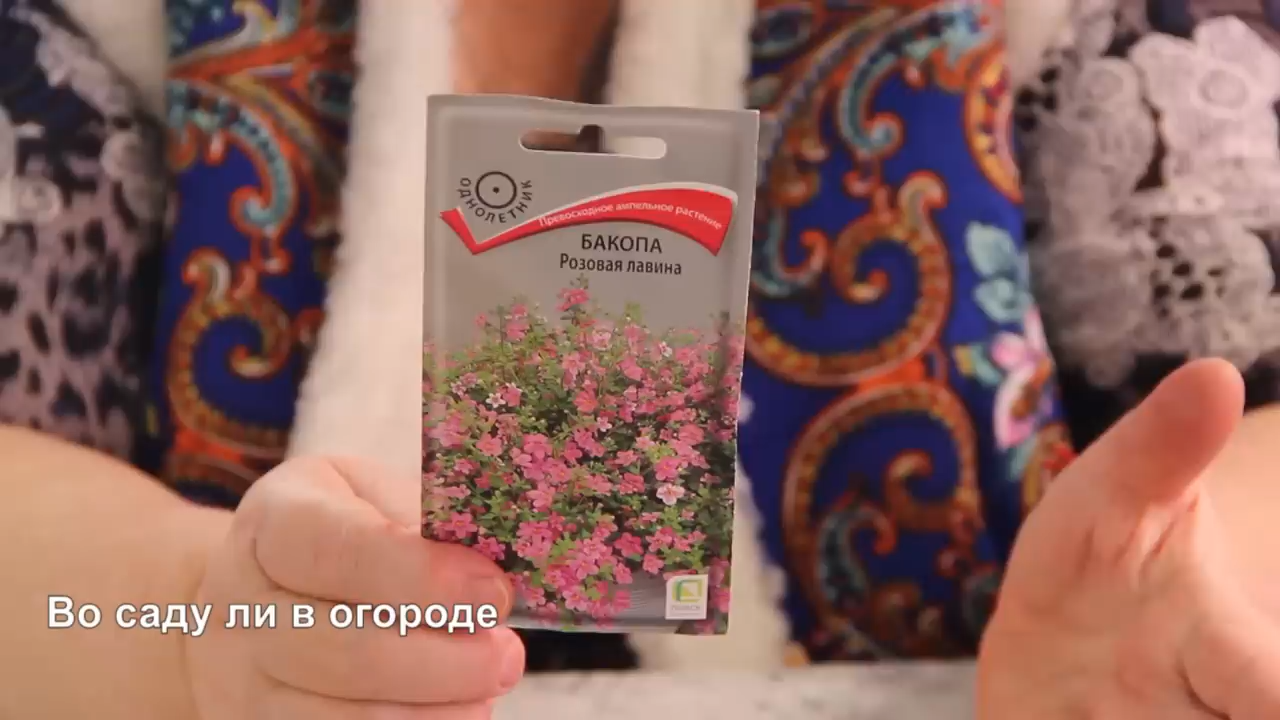 ОДНОЛЕТНИК
Превосходное ампельное растение
БАКОПА
Розовая лавина
Во саду ли в огороде